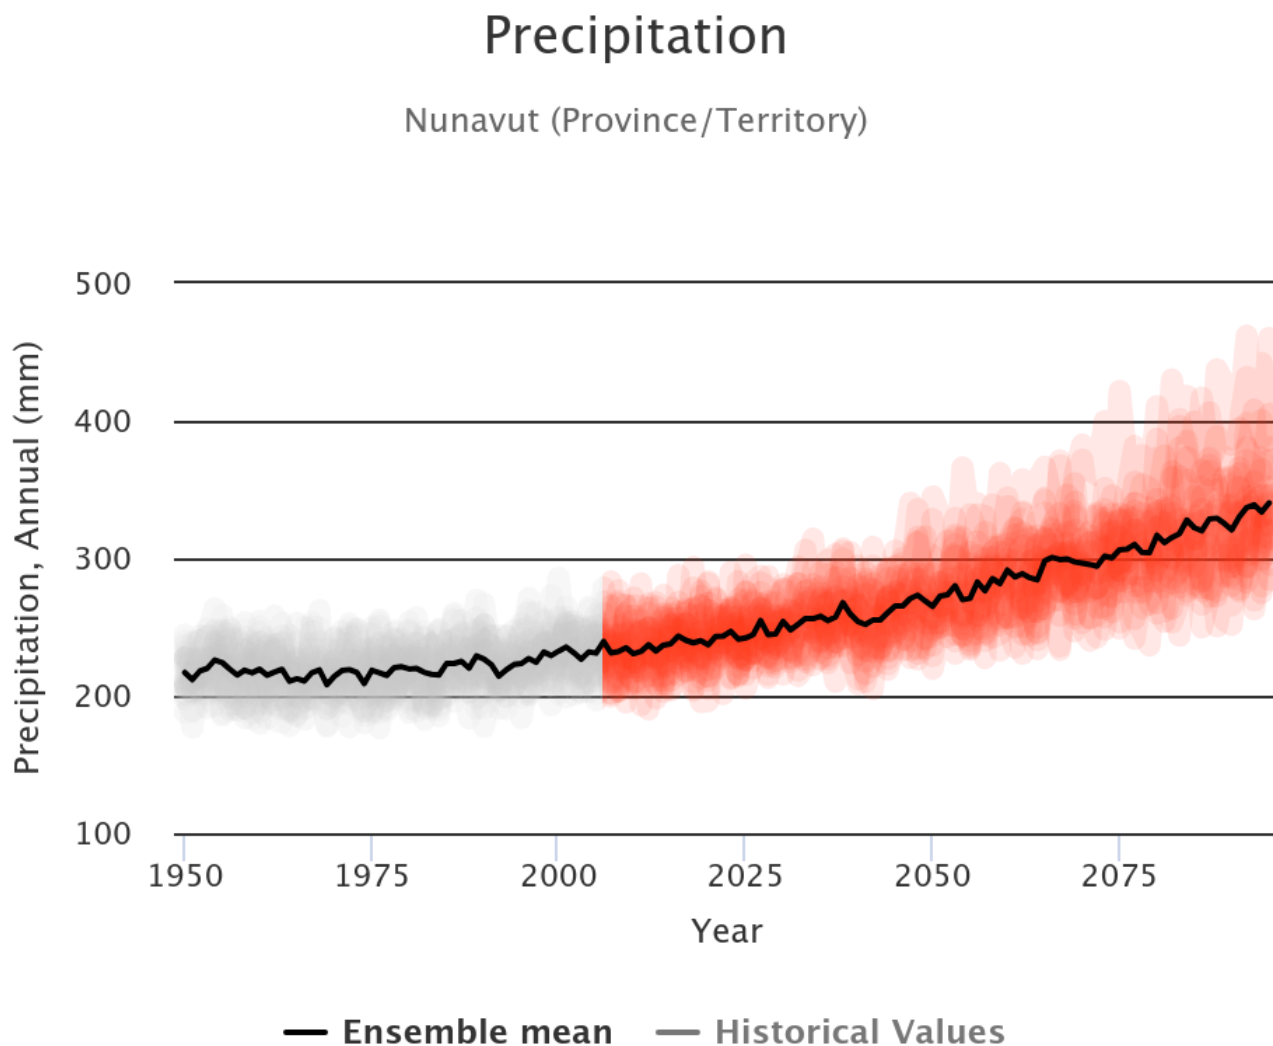 Precipitation
Nunavut (Province/Territory)
Precipitation, Annual (mm)
500
400
300
200
100
1950 1975 2000 2025 2050 2075
Year
Ensemble mean Historical Values